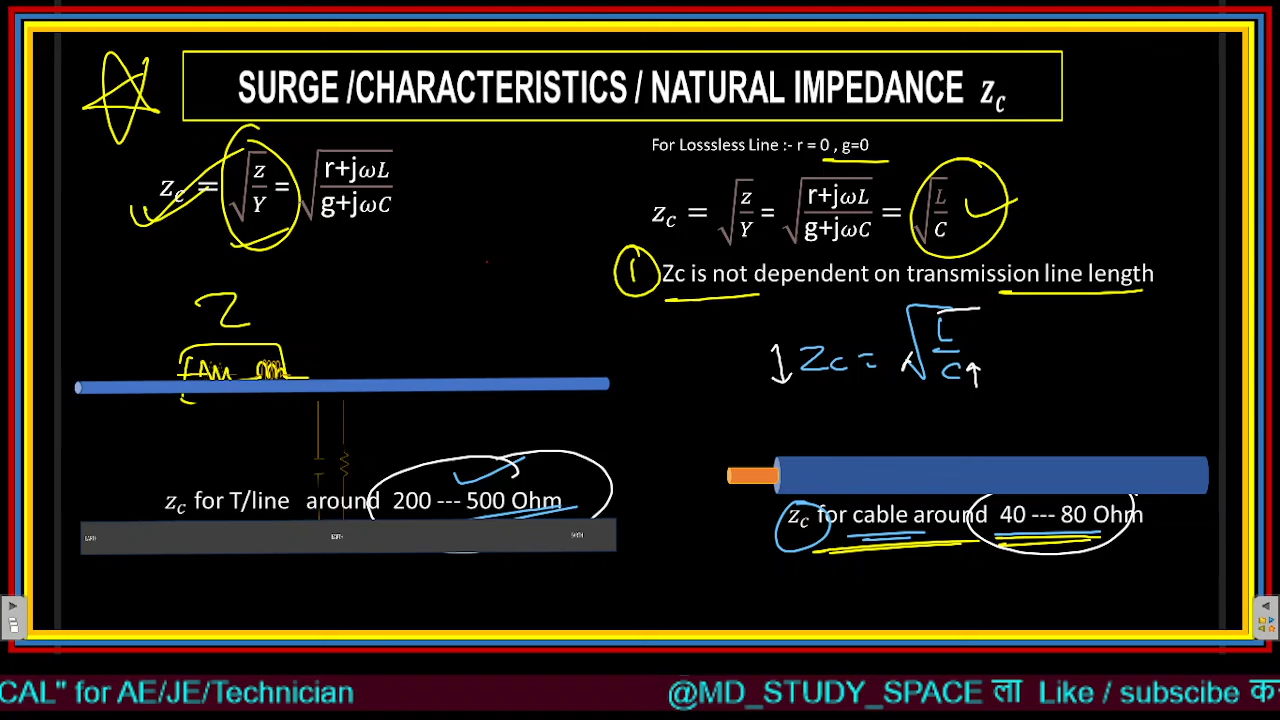 SURGE /CHARACTERISTICS / NATURAL IMPEDANCE z_c
z_c = √(z/Y) = √((r+jωL)/(g+jωC))
For Losssless Line :- r = 0 , g=0
z_c = √(z/Y) = √((r+jωL)/(g+jωC)) = √(L/C)
① Zc is not dependent on transmission line length
Z
↓ Zc = √(L/C↑)
z_c for T/line around 200 --- 500 Ohm
z_c for cable around 40 --- 80 Ohm
CAL" for AE/JE/Technician @MD_STUDY_SPACE ला Like / subscibe क